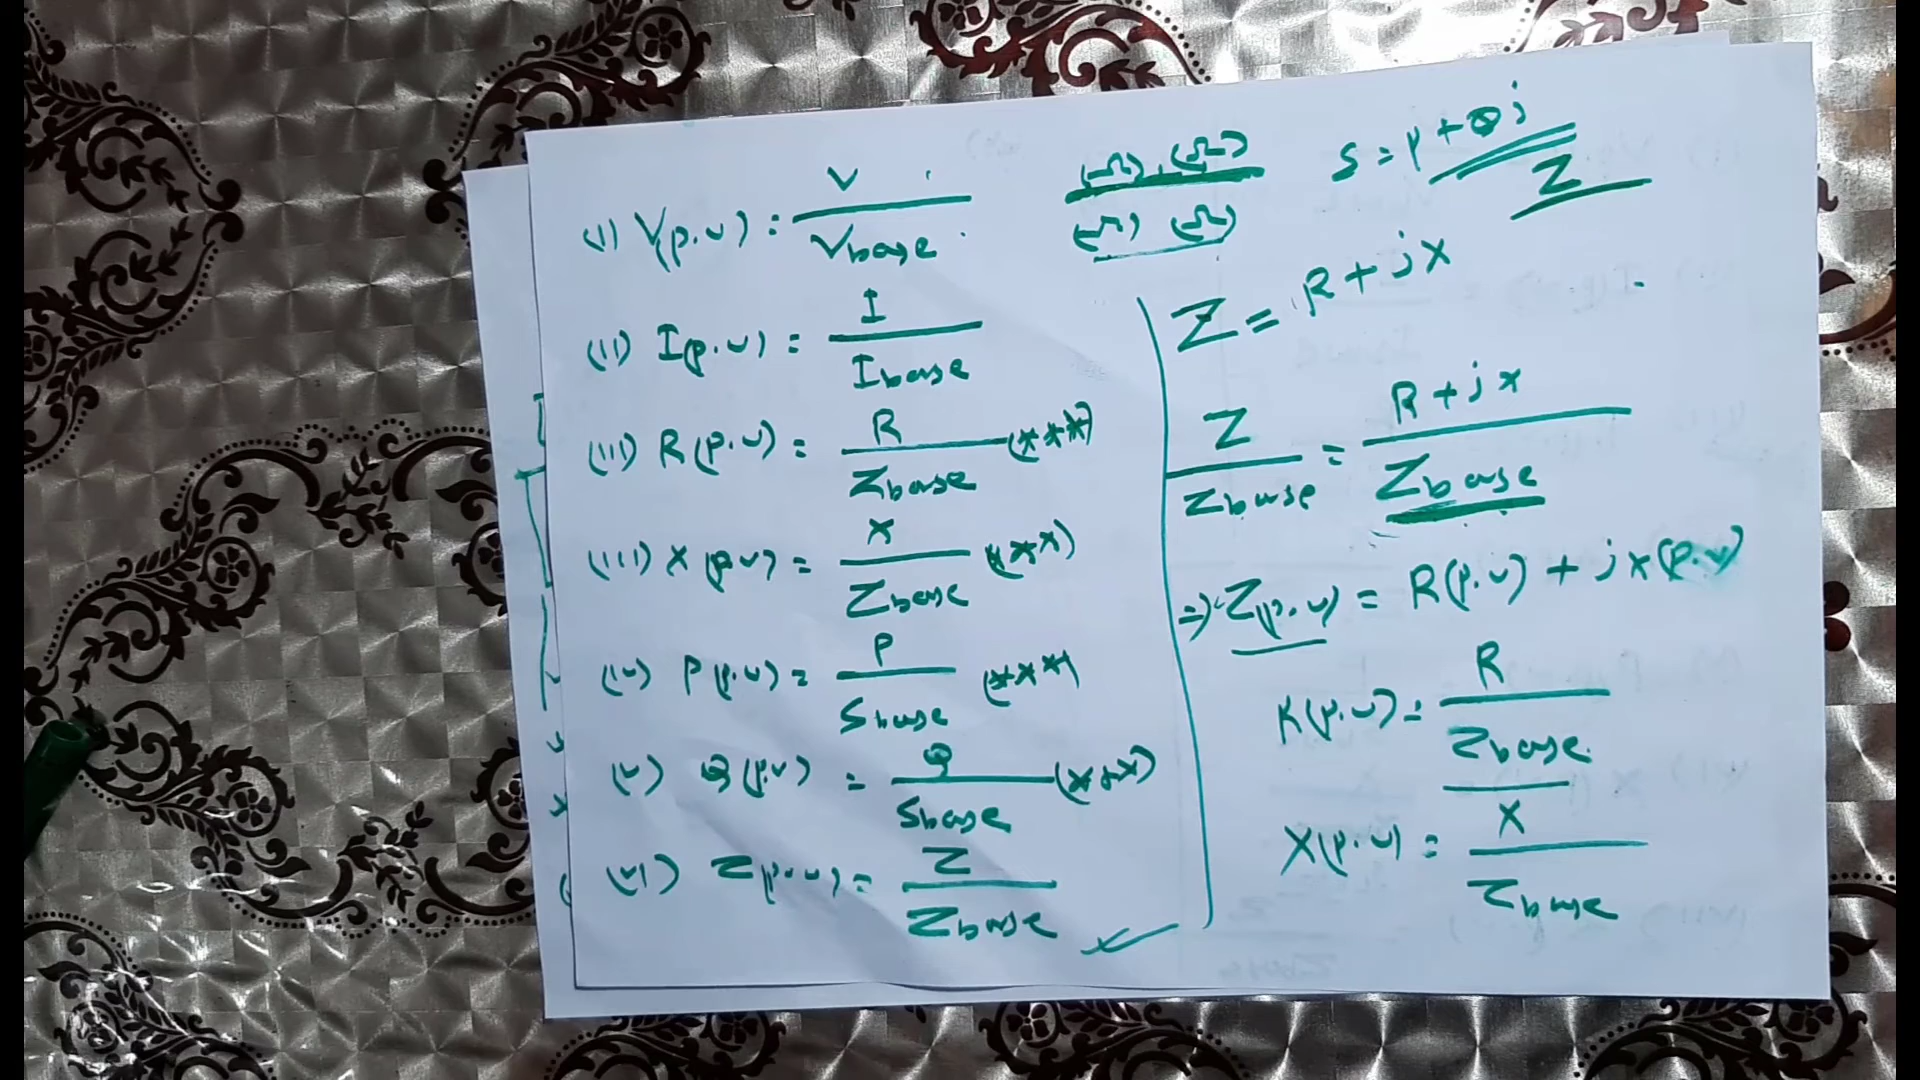 (i) V(p.u) = V / Vbase
(ii) I(p.u) = I / Ibase
(iii) R(p.u) = R / Zbase (***)
(iii) X(p.u) = X / Zbase (***)
(iv) P(p.u) = P / Sbase (***)
(v) Q(p.u) = Q / Sbase (***)
(vi) Z(p.u) = Z / Zbase
(Ω), (Ω)
(Ω) (Ω)
S = P + Qj
Z
Z = R + jX
Z / Zbase = R + jx / Zbase
=> Z(p.u) = R(p.u) + jx(p.u)
R(p.u) = R / Zbase
X(p.u) = X / Zbase